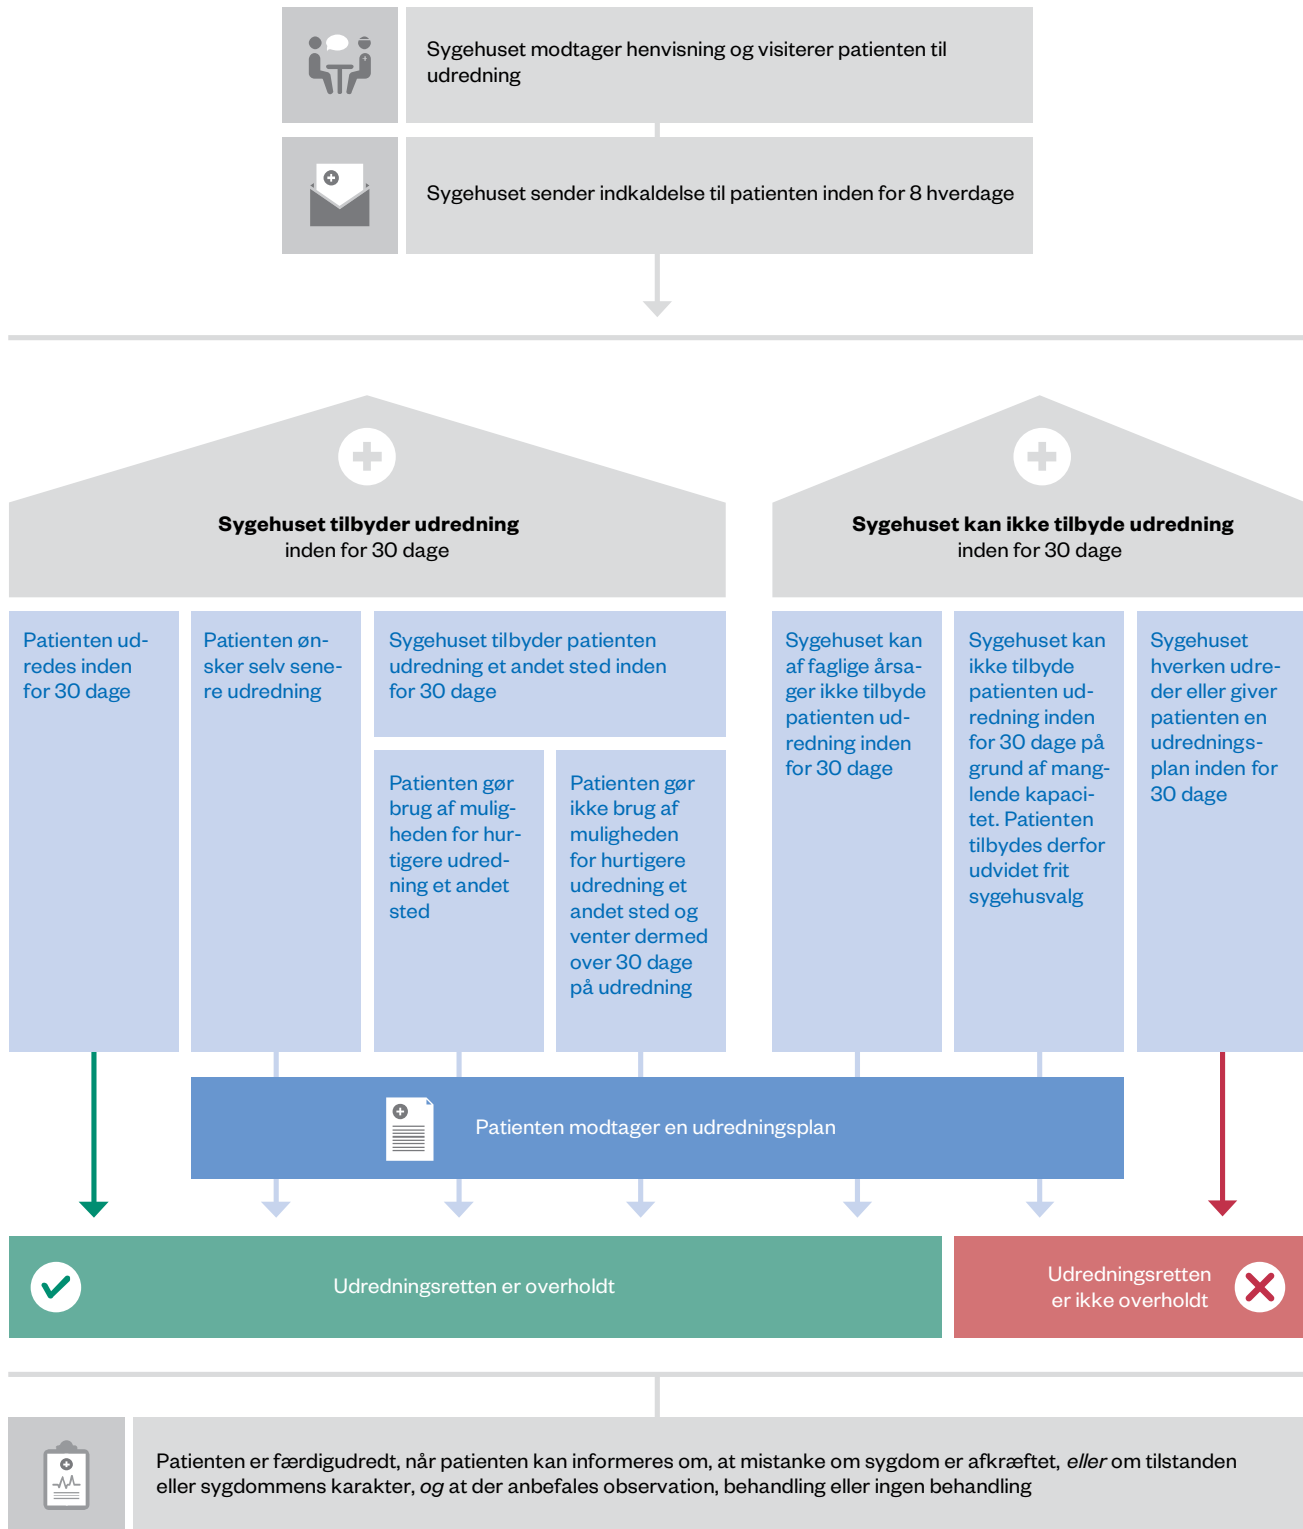 Sygehuset modtager henvisning og visiterer patienten til
udredning
Sygehuset sender indkaldelse til patienten inden for 8 hverdage
Sygehuset tilbyder udredning
inden for 30 dage
Sygehuset kan ikke tilbyde udredning
inden for 30 dage
Patienten ud-
redes inden
for 30 dage
Patienten øn-
sker selv sene-
re udredning
Sygehuset tilbyder patienten
udredning et andet sted inden
for 30 dage
Patienten gør
brug af mulig-
heden for hur-
tigere udred-
ning et andet
sted
Patienten gør
ikke brug af
muligheden
for hurtigere
udredning et
andet sted og
venter dermed
over 30 dage
på udredning
Sygehuset kan
af faglige årsa-
ger ikke tilbyde
patienten ud-
redning inden
for 30 dage
Sygehuset kan
ikke tilbyde
patienten ud-
redning inden
for 30 dage på
grund af mang-
lende kapaci-
tet. Patienten
tilbydes derfor
udvidet frit
sygehusvalg
Sygehuset
hverken udre-
der eller giver
patienten en
udrednings-
plan inden for
30 dage
Patienten modtager en udredningsplan
Udredningsretten er overholdt
Udredningsretten
er ikke overholdt
Patienten er færdigudredt, når patienten kan informeres om, at mistanke om sygdom er afkræftet, eller om tilstanden
eller sygdommens karakter, og at der anbefales observation, behandling eller ingen behandling